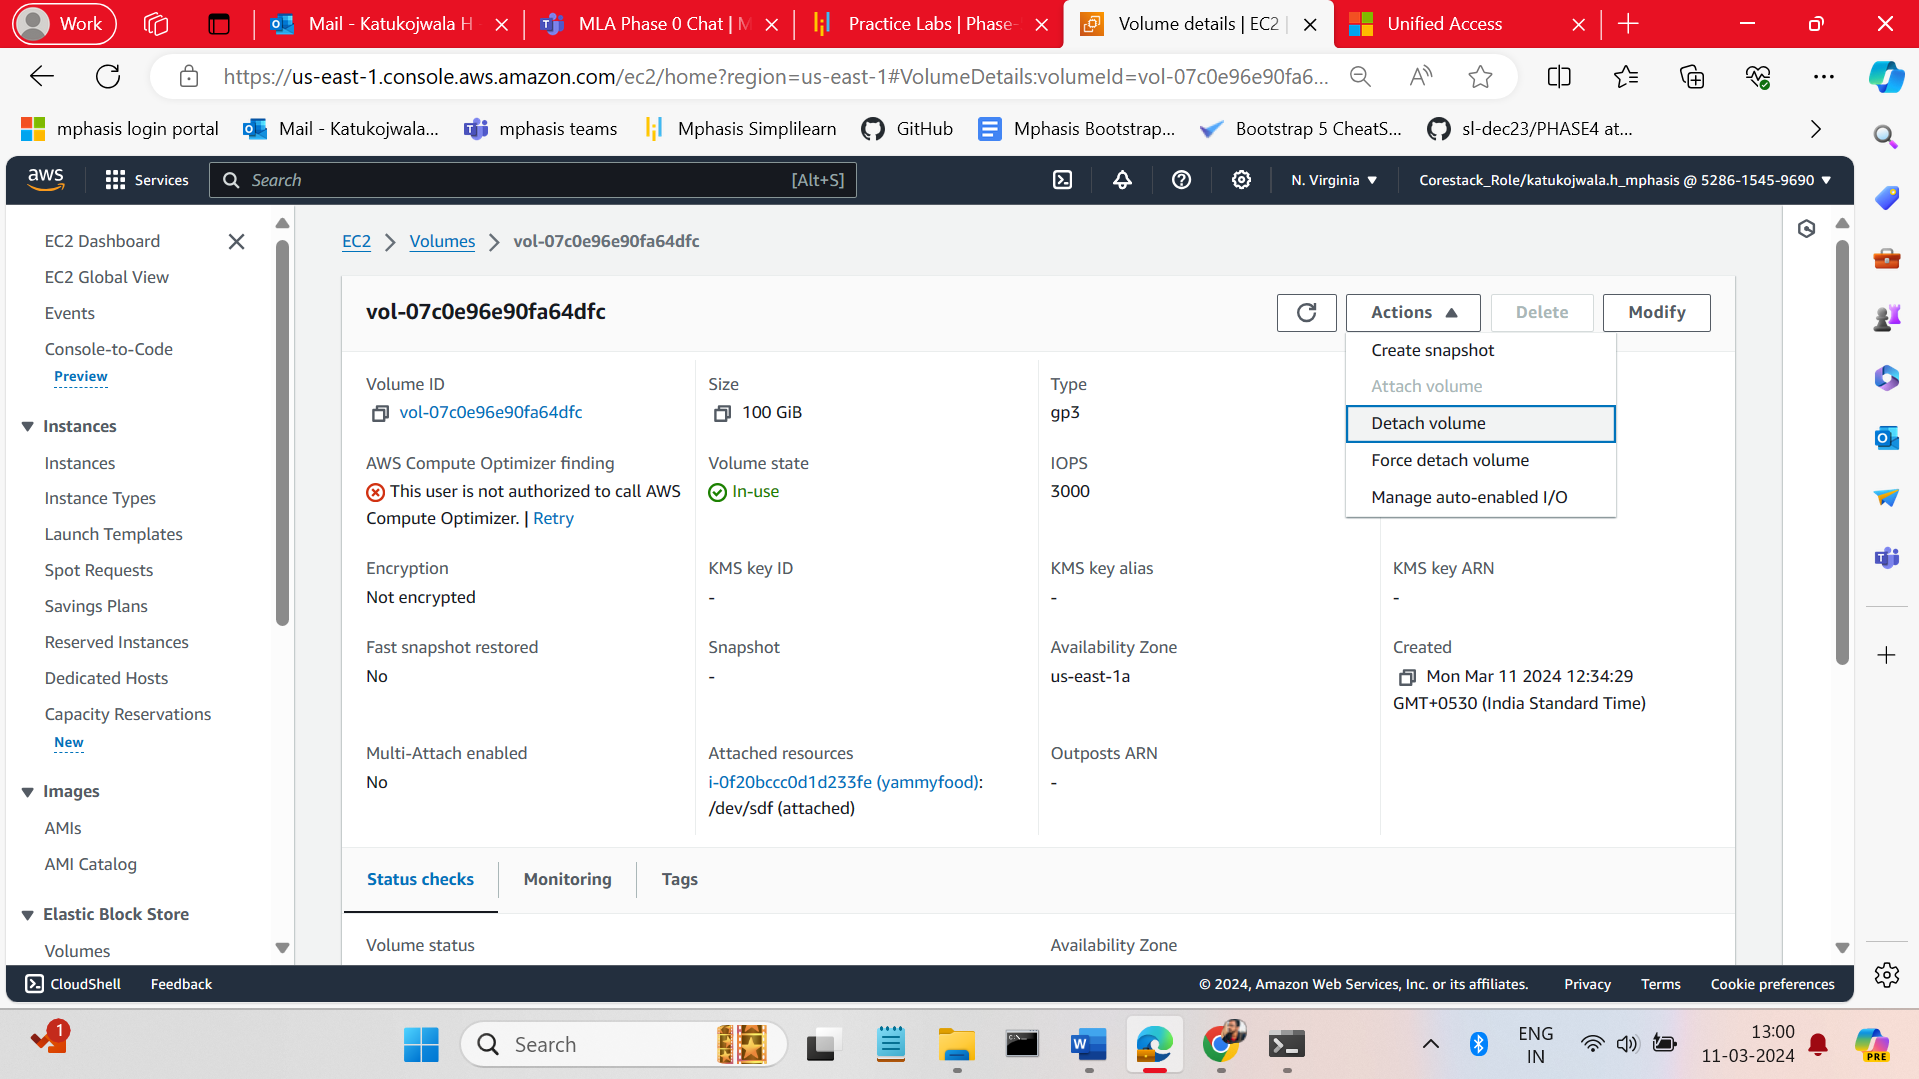 Work
Mail - Katukojwala H
MLA Phase 0 Chat | M
Practice Labs | Phase-
Volume details | EC2 |
Unified Access
https://us-east-1.console.aws.amazon.com/ec2/home?region=us-east-1#VolumeDetails:volumeId=vol-07c0e96e90fa6...
mphasis login portal
Mail - Katukojwala...
mphasis teams
Mphasis Simplilearn
GitHub
Mphasis Bootstrap...
Bootstrap 5 CheatS...
sl-dec23/PHASE4 at...
aws
Services
Search
[Alt+S]
N. Virginia
Corestack_Role/katukojwala.h_mphasis @ 5286-1545-9690
EC2 Dashboard
EC2 Global View
Events
Console-to-Code
Preview
Instances
Instances
Instance Types
Launch Templates
Spot Requests
Savings Plans
Reserved Instances
Dedicated Hosts
Capacity Reservations
New
Images
AMIs
AMI Catalog
Elastic Block Store
Volumes
EC2
Volumes
vol-07c0e96e90fa64dfc
vol-07c0e96e90fa64dfc
Actions
Delete
Modify
Create snapshot
Attach volume
Detach volume
Force detach volume
Manage auto-enabled I/O
Volume ID
vol-07c0e96e90fa64dfc
Size
100 GiB
Type
gp3
AWS Compute Optimizer finding
This user is not authorized to call AWS
Compute Optimizer. | Retry
Volume state
In-use
IOPS
3000
Encryption
Not encrypted
KMS key ID
-
KMS key alias
-
KMS key ARN
-
Fast snapshot restored
No
Snapshot
-
Availability Zone
us-east-1a
Created
Mon Mar 11 2024 12:34:29
GMT+0530 (India Standard Time)
Multi-Attach enabled
No
Attached resources
i-0f20bccc0d1d233fe (yammyfood):
/dev/sdf (attached)
Outposts ARN
-
Status checks
Monitoring
Tags
Volume status
Availability Zone
CloudShell
Feedback
© 2024, Amazon Web Services, Inc. or its affiliates.
Privacy
Terms
Cookie preferences
1
Search
ENG
IN
13:00
11-03-2024
PRE